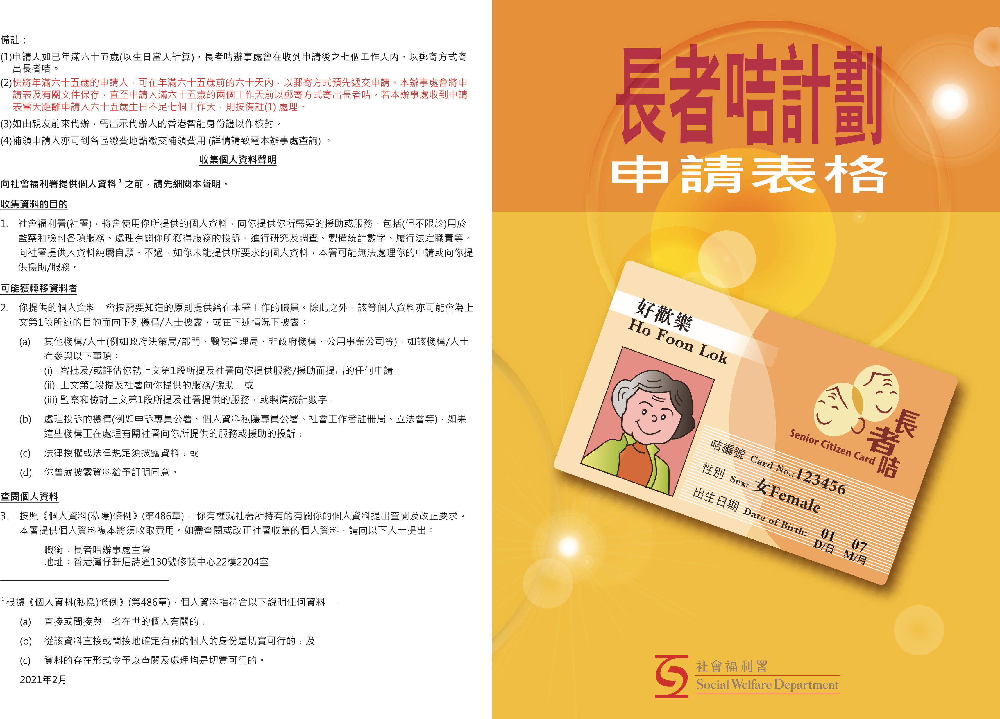 備註：
(1)申請人如已年滿六十五歲(以生日當天計算)，長者咭辦事處會在收到申請後之七個工作天內，以郵寄方式寄
出長者咭。
(2)快將年滿六十五歲的申請人，可在年滿六十五歲前的六十天內，以郵寄方式預先遞交申請。本辦事處會將申
請表及有關文件保存，直至申請人滿六十五歲的兩個工作天前以郵寄方式寄出長者咭。若本辦事處收到申請
表當天距離申請人六十五歲生日不足七個工作天，則按備註(1) 處理。
(3)如由親友前來代辦，需出示代辦人的香港智能身份證以作核對。
(4)補領申請人亦可到各區繳費地點繳交補領費用 (詳情請致電本辦事處查詢) 。
收集個人資料聲明
向社會福利署提供個人資料 1 之前，請先細閱本聲明。
收集資料的目的
1. 社會福利署(社署)，將會使用你所提供的個人資料，向你提供你所需要的援助或服務，包括(但不限於)用於
監察和檢討各項服務、處理有關你所獲得服務的投訴、進行研究及調查、製備統計數字、履行法定職責等。
向社署提供人資料純屬自願。不過，如你未能提供所要求的個人資料，本署可能無法處理你的申請或向你提
供援助/服務。
可能獲轉移資料者
2. 你提供的個人資料，會按需要知道的原則提供給在本署工作的職員。除此之外，該等個人資料亦可能會為上
文第1段所述的目的而向下列機構/人士披露，或在下述情況下披露：
(a) 其他機構/人士(例如政府決策局/部門、醫院管理局、非政府機構、公用事業公司等)，如該機構/人士
有參與以下事項：
(i) 審批及/或評估你就上文第1段所提及社署向你提供服務/援助而提出的任何申請；
(ii) 上文第1段提及社署向你提供的服務/援助；或
(iii) 監察和檢討上文第1段所提及社署提供的服務，或製備統計數字；
(b) 處理投訴的機構(例如申訴專員公署、個人資料私隱專員公署、社會工作者註冊局、立法會等)，如果
這些機構正在處理有關社署向你所提供的服務或援助的投訴；
(c) 法律授權或法律規定須披露資料；或
(d) 你曾就披露資料給予訂明同意。
查閱個人資料
3. 按照《個人資料(私隱)條例》(第486章)， 你有權就社署所持有的有關你的個人資料提出查閱及改正要求。
本署提供個人資料複本將須收取費用。如需查閱或改正社署收集的個人資料，請向以下人士提出：
職銜：長者咭辦事處主管
地址：香港灣仔軒尼詩道130號修頓中心22樓2204室
1 根據《個人資料(私隱)條例》(第486章)，個人資料指符合以下說明任何資料 —
(a) 直接或間接與一名在世的個人有關的；
(b) 從該資料直接或間接地確定有關的個人的身份是切實可行的；及
(c) 資料的存在形式令予以查閱及處理均是切實可行的。
2021年2月
長者咭計劃
申請表格
好歡樂
Ho Foon Lok
長者咭
Senior Citizen Card
咭編號 Card No.:123456
性別 Sex: 女Female
出生日期 Date of Birth: 01 07
D/日 M/月
社會福利署
Social Welfare Department